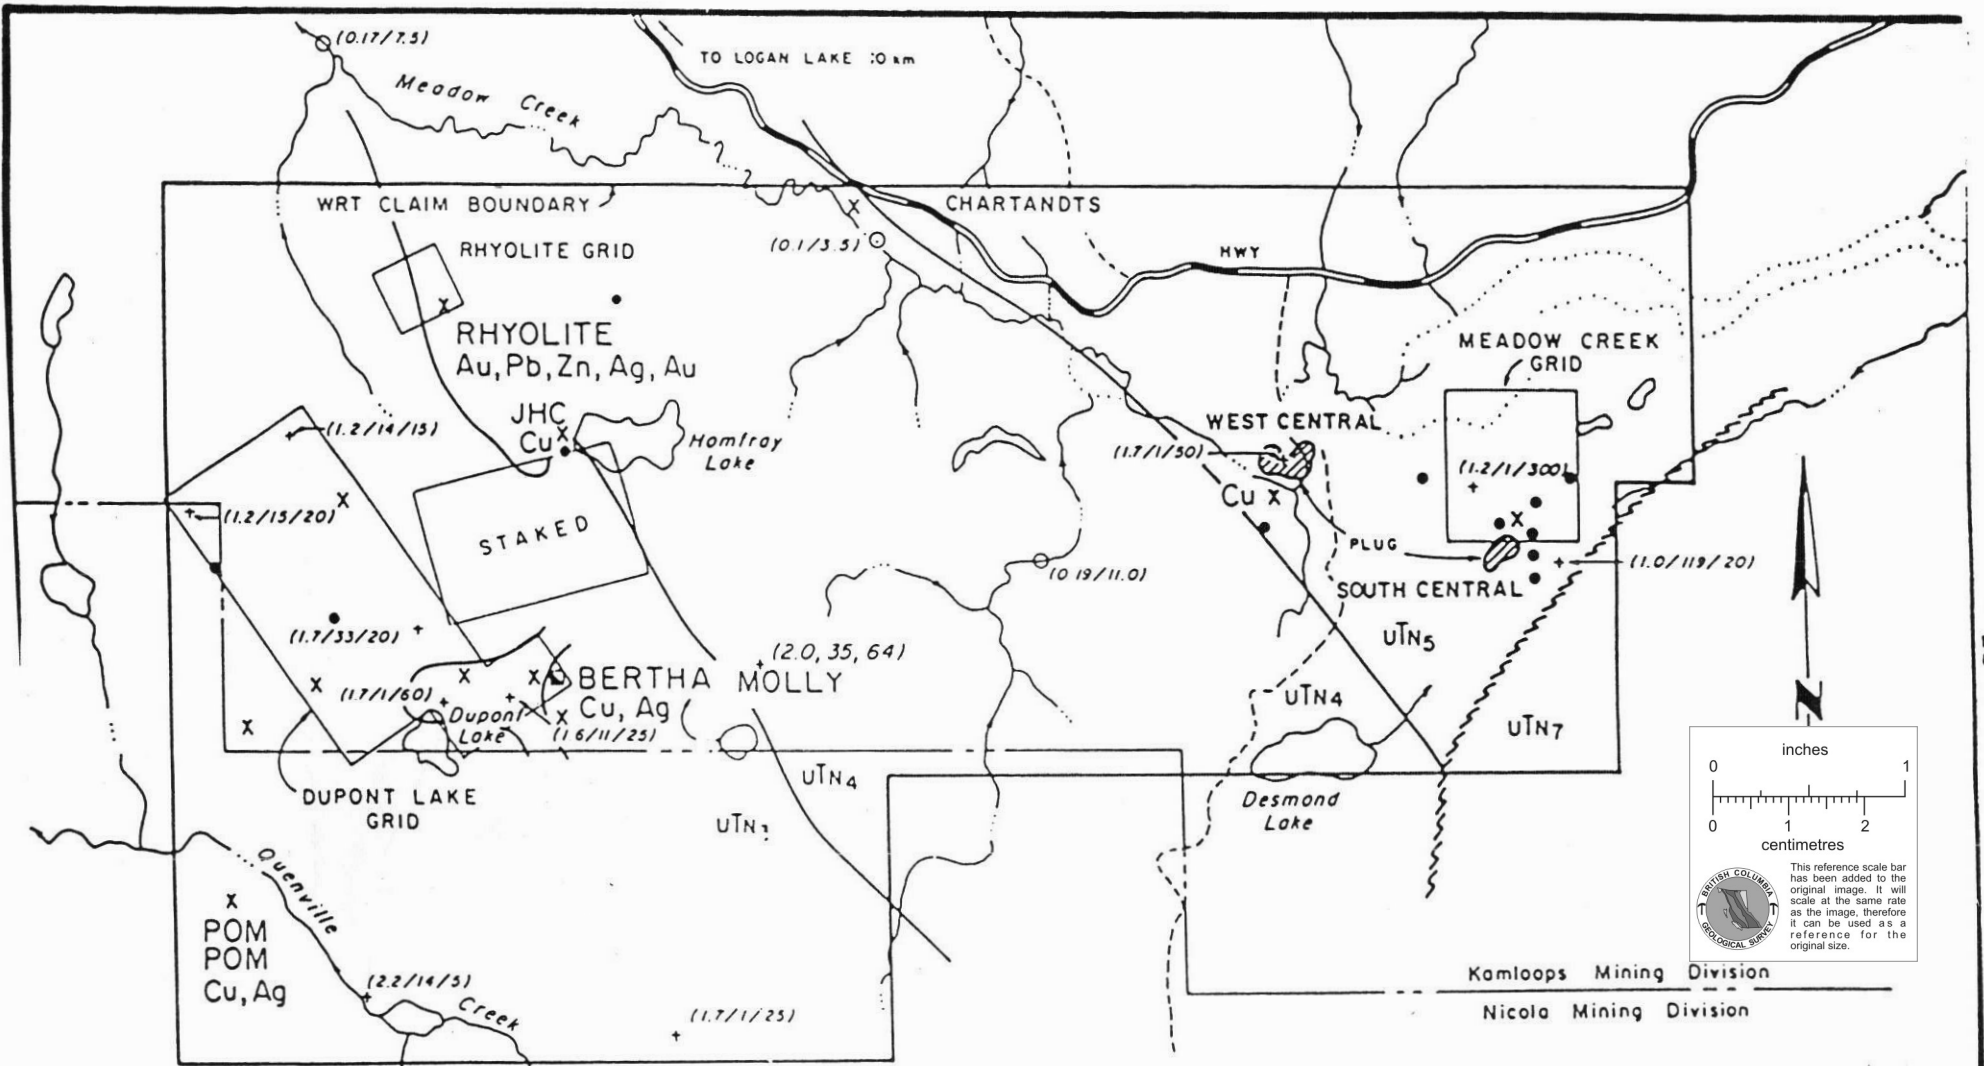 (0.17/7.5)
TO LOGAN LAKE :0 km
Meadow Creek
WRT CLAIM BOUNDARY
CHARTANDTS
RHYOLITE GRID
(0.1/3.5)
HWY
RHYOLITE
Au, Pb, Zn, Ag, Au
MEADOW CREEK
GRID
JHC
Cu
Homfray
Lake
(1.2/14/15)
WEST CENTRAL
(1.7/1/50)
(1.2/1/300)
Cu
(1.2/15/20)
STAKED
PLUG
(0.19/11.0)
(1.0/119/20)
SOUTH CENTRAL
(1.7/33/20)
UTN5
(2.0, 35, 64)
BERTHA MOLLY
Cu, Ag
(1.7/1/60)
Dupont
Lake
(1.6/11/25)
UTN4
UTN7
N
UTN4
DUPONT LAKE
GRID
UTN3
Desmond
Lake
inches
0 1
0 1 2
centimetres
This reference scale bar
has been added to the
original image. It will
scale at the same rate
as the image, therefore
it can be used as a
reference for the
original size.
BRITISH COLUMBIA
GEOLOGICAL SURVEY
Quenville
Creek
POM
POM
Cu, Ag
(2.2/14/5)
(1.7/1/25)
Kamloops Mining Division
Nicola Mining Division